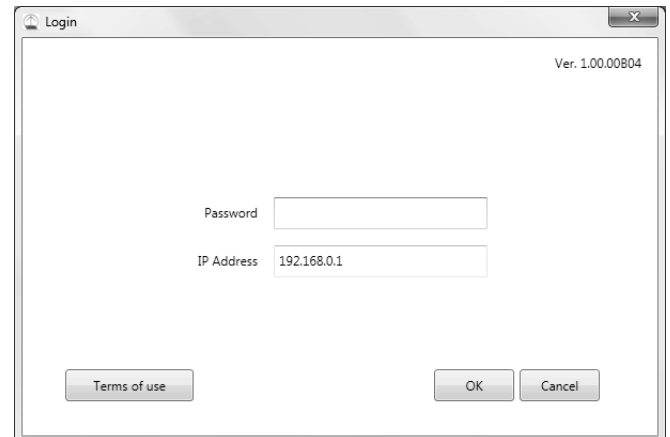 Login
Ver. 1.00.00B04
Password
IP Address 192.168.0.1
Terms of use OK Cancel